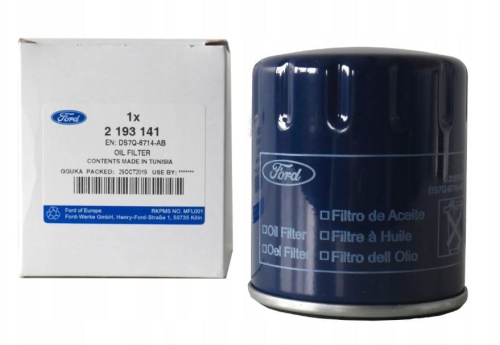 Ford
1x
2 193 141
EN: DS7Q-6714-AB
OIL FILTER
CONTENTS MADE IN TUNISIA
GGUKA PACKED: 29OCT2019 USE BY: *******
Ford of Europe RKPMS NO. MFL001
Ford-Werke GmbH, Henry-Ford-Straße 1, 50735 Köln
Ford
DS7Q-6714-
Filtro de Aceite
Oil Filter Filtre à Huile
Oel Filter Filtro dell Olio